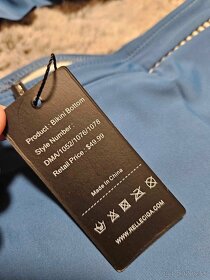 Product : Bikini Bottom
Style Number :
DMA/1052/1076/1078
Retail Price : $49.99
Made In China
WWW.RELLECIGA.COM